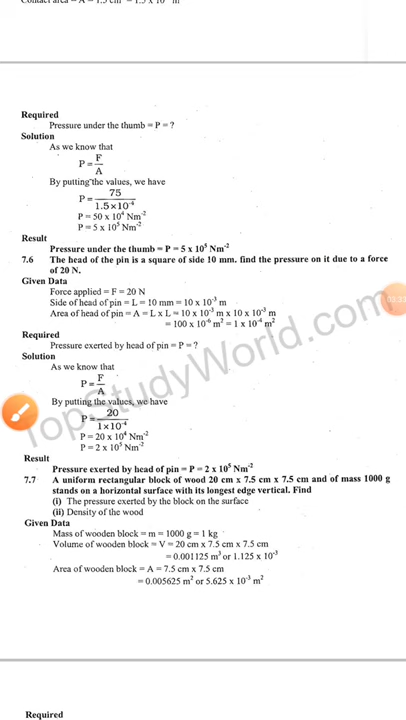 Contact area = A = 1.5 cm² = 1.5 x 10⁻⁴ m²
Required
Pressure under the thumb = P = ?
Solution
As we know that
P = F/A
By putting the values, we have
P = 75/1.5×10⁻⁴
P = 50 x 10⁴ Nm⁻²
P = 5 x 10⁵ Nm⁻²
Result
Pressure under the thumb = P = 5 x 10⁵ Nm⁻²
7.6 The head of the pin is a square of side 10 mm. find the pressure on it due to a force
of 20 N.
Given Data
Force applied = F = 20 N
Side of head of pin = L = 10 mm = 10 x 10⁻³ m
Area of head of pin = A = L x L = 10 x 10⁻³ m x 10 x 10⁻³ m
= 100 x 10⁻⁶ m² = 1 x 10⁻⁴ m²
Required
Pressure exerted by head of pin = P = ?
Solution
As we know that
P = F/A
By putting the values, we have
P = 20/1×10⁻⁴
P = 20 x 10⁴ Nm⁻²
P = 2 x 10⁵ Nm⁻²
Result
Pressure exerted by head of pin = P = 2 x 10⁵ Nm⁻²
7.7 A uniform rectangular block of wood 20 cm x 7.5 cm x 7.5 cm and of mass 1000 g
stands on a horizontal surface with its longest edge vertical. Find
(i) The pressure exerted by the block on the surface
(ii) Density of the wood
Given Data
Mass of wooden block = m = 1000 g = 1 kg
Volume of wooden block = V = 20 cm x 7.5 cm x 7.5 cm
= 0.001125 m³ or 1.125 x 10⁻³
Area of wooden block = A = 7.5 cm x 7.5 cm
= 0.005625 m² or 5.625 x 10⁻³ m²
Required
TopStudyWorld.com